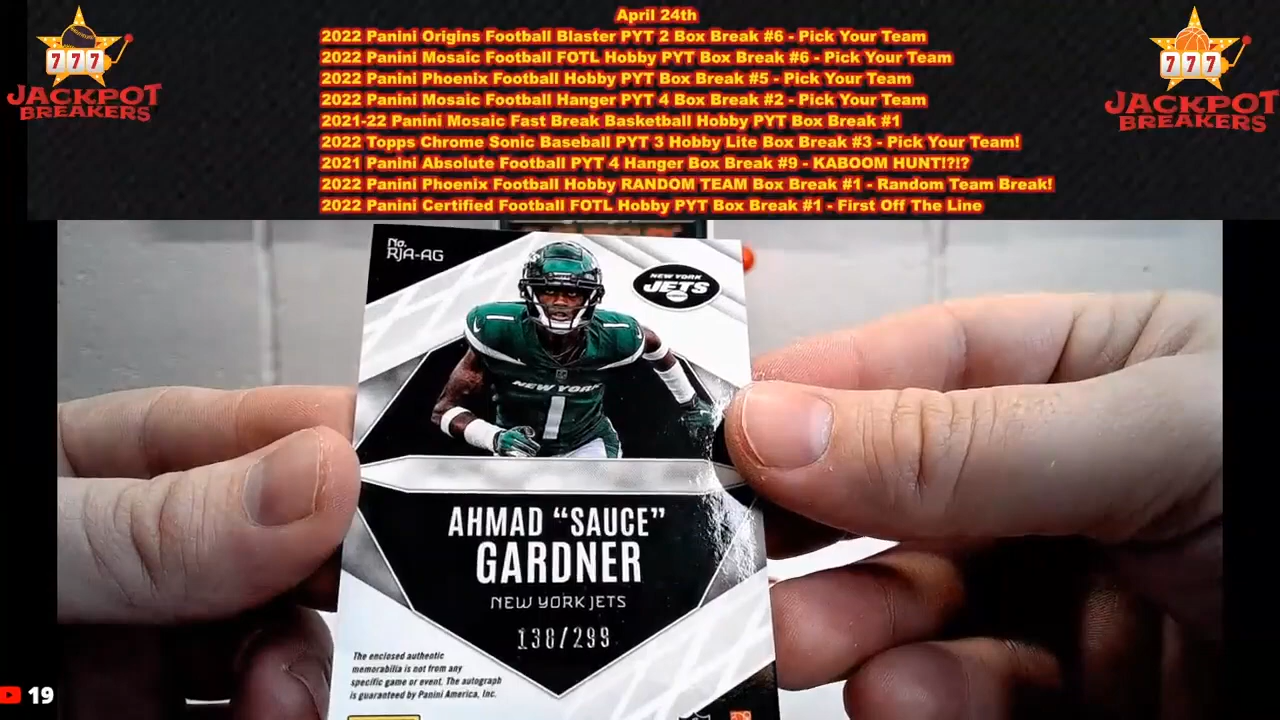 April 24th
2022 Panini Origins Football Blaster PYT 2 Box Break #6 - Pick Your Team
2022 Panini Mosaic Football FOTL Hobby PYT Box Break #6 - Pick Your Team
2022 Panini Phoenix Football Hobby PYT Box Break #5 - Pick Your Team
2022 Panini Mosaic Football Hanger PYT 4 Box Break #2 - Pick Your Team
2021-22 Panini Mosaic Fast Break Basketball Hobby PYT Box Break #1
2022 Topps Chrome Sonic Baseball PYT 3 Hobby Lite Box Break #3 - Pick Your Team!
2021 Panini Absolute Football PYT 4 Hanger Box Break #9 - KABOOM HUNT!?!?
2022 Panini Phoenix Football Hobby RANDOM TEAM Box Break #1 - Random Team Break!
2022 Panini Certified Football FOTL Hobby PYT Box Break #1 - First Off The Line
777
JACKPOT
BREAKERS
777
JACKPOT
BREAKERS
No.
RJA-AG
NEW YORK
JETS
1
1
NEW YORK
1
AHMAD “SAUCE”
GARDNER
NEW YORK JETS
138/299
The enclosed authentic
memorabilia is not from any
specific game or event. The autograph
is guaranteed by Panini America, Inc.
19